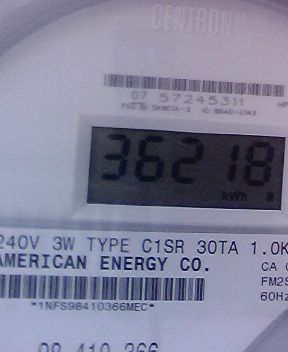 CENTRON
07 57245311
36218
kWh
240V 3W TYPE C1SR 30TA 1.0K
AMERICAN ENERGY CO.
CA
FM2S
60HZ
*1NFS98410366MEC*
98 410 366